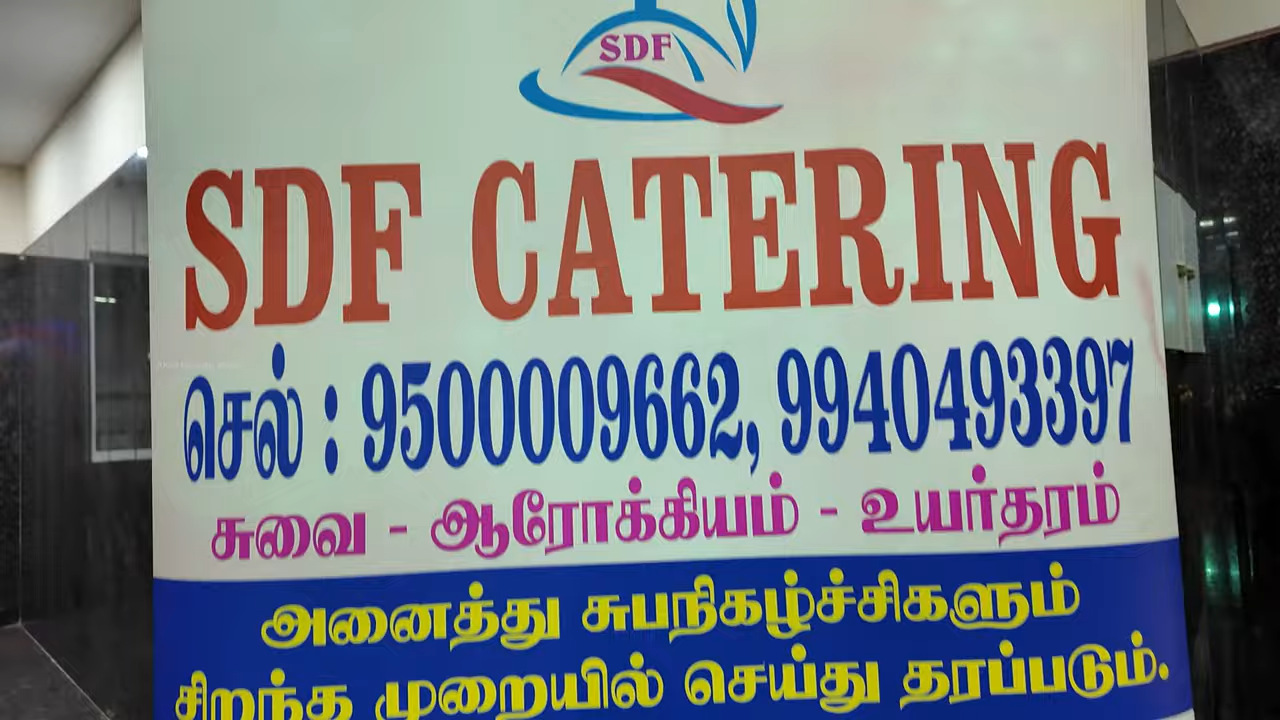 SDF
SDF CATERING
செல் : 9500009662, 9940493397
சுவை - ஆரோக்கியம் - உயர்தரம்
அனைத்து சுபநிகழ்ச்சிகளும்
சிறந்த முறையில் செய்து தரப்படும்.